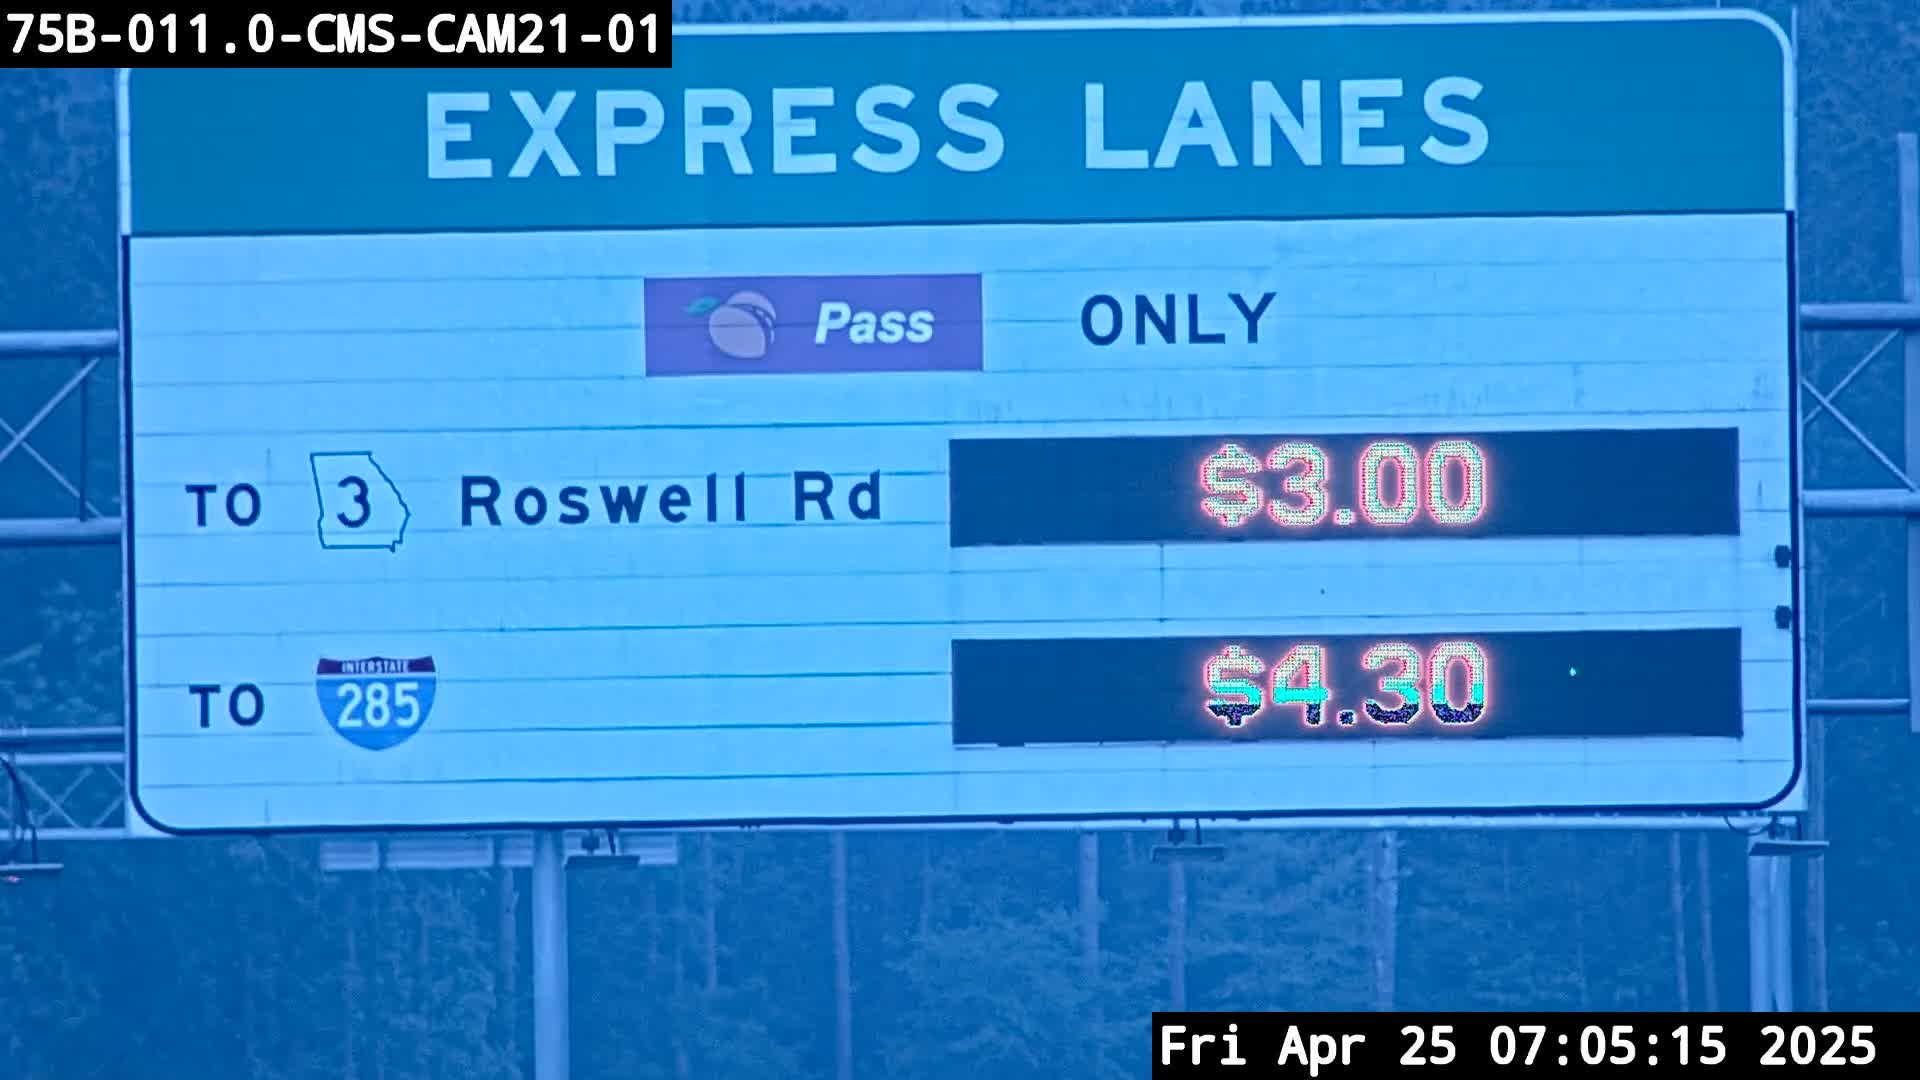 75B-011.0-CMS-CAM21-01
EXPRESS LANES
Pass ONLY
TO 3 Roswell Rd $3.00
TO INTERSTATE 285 $4.30
Fri Apr 25 07:05:15 2025